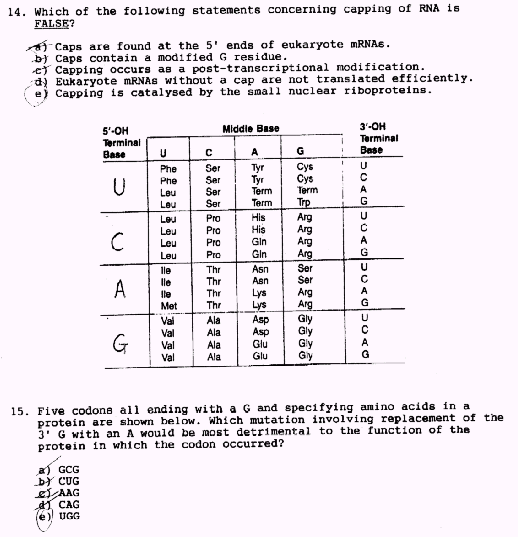 14. Which of the following statements concerning capping of RNA is
FALSE?
a) Caps are found at the 5' ends of eukaryote mRNAs.
b) Caps contain a modified G residue.
c) Capping occurs as a post-transcriptional modification.
d) Eukaryote mRNAs without a cap are not translated efficiently.
e) Capping is catalysed by the small nuclear riboproteins.
5'-OH Middle Base 3'-OH
Terminal Terminal
Base U C A G Base
Phe Ser Tyr Cys U
Phe Ser Tyr Cys C
U Leu Ser Term Term A
Leu Ser Term Trp G
Leu Pro His Arg U
Leu Pro His Arg C
C Leu Pro Gln Arg A
Leu Pro Gln Arg G
Ile Thr Asn Ser U
Ile Thr Asn Ser C
A Ile Thr Lys Arg A
Met Thr Lys Arg G
Val Ala Asp Gly U
Val Ala Asp Gly C
G Val Ala Glu Gly A
Val Ala Glu Gly G
15. Five codons all ending with a G and specifying amino acids in a
protein are shown below. Which mutation involving replacement of the
3' G with an A would be most detrimental to the function of the
protein in which the codon occurred?
a) GCG
b) CUG
c) AAG
d) CAG
e) UGG